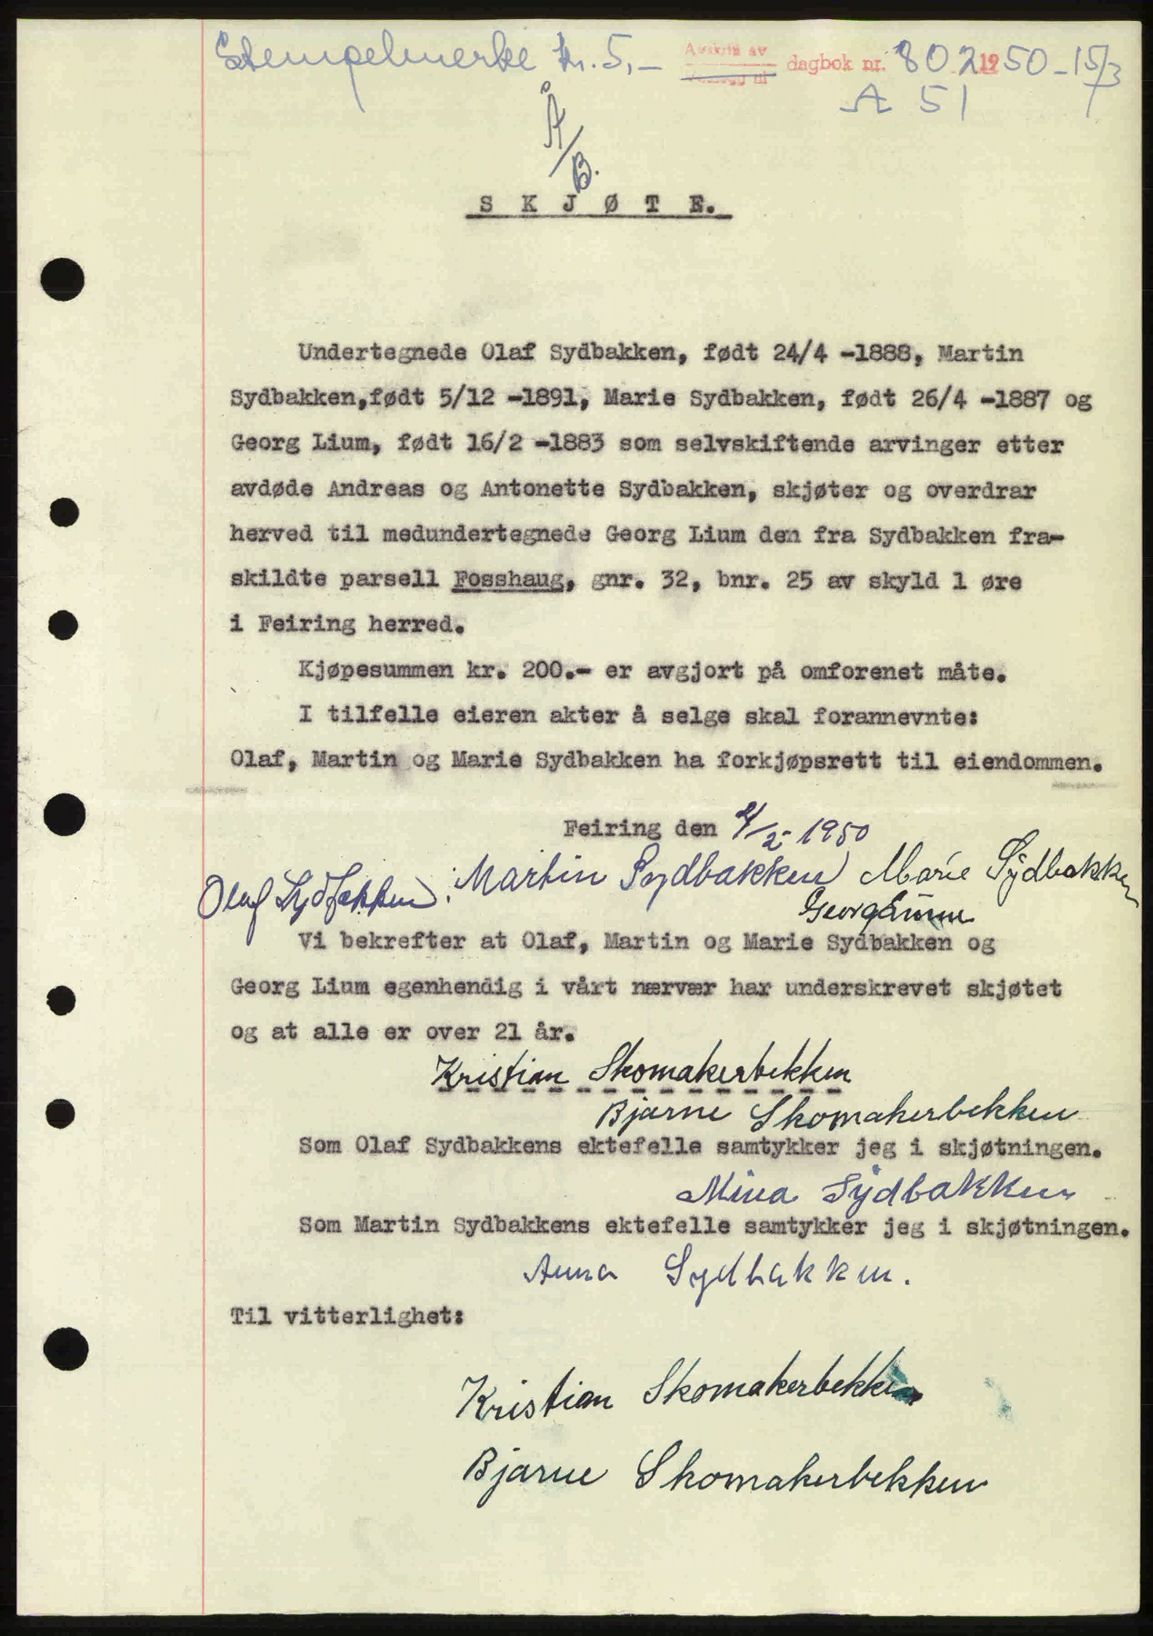 Stempelmerke kr. 5,-
Avskrift av
dagbok nr. 802 1950-15/3
A 51
Å/B.
SKJØTE.
Undertegnede Olaf Sydbakken, født 24/4 -1888, Martin
Sydbakken,født 5/12 -1891, Marie Sydbakken, født 26/4 -1887 og
Georg Lium, født 16/2 -1883 som selvskiftende arvinger etter
avdøde Andreas og Antonette Sydbakken, skjøter og overdrar
herved til medundertegnede Georg Lium den fra Sydbakken fra-
skildte parsell Fosshaug, gnr. 32, bnr. 25 av skyld 1 øre
i Feiring herred.
Kjøpesummen kr. 200.- er avgjort på omforenet måte.
I tilfelle eieren akter å selge skal forannevnte:
Olaf, Martin og Marie Sydbakken ha forkjøpsrett til eiendommen.
Feiring den /2- 1950
Olaf Sydbakken. Martin Sydbakken Marie Sydbakken
Georg Lium
Vi bekrefter at Olaf, Martin og Marie Sydbakken og
Georg Lium egenhendig i vårt nærvær har underskrevet skjøtet
og at alle er over 21 år.
Kristian Skomakerbekken
Bjarne Skomakerbekken
Som Olaf Sydbakkens ektefelle samtykker jeg i skjøtningen.
Mina Sydbakken
Som Martin Sydbakkens ektefelle samtykker jeg i skjøtningen.
Anna Sydbakken.
Til vitterlighet:
Kristian Skomakerbekken
Bjarne Skomakerbekken